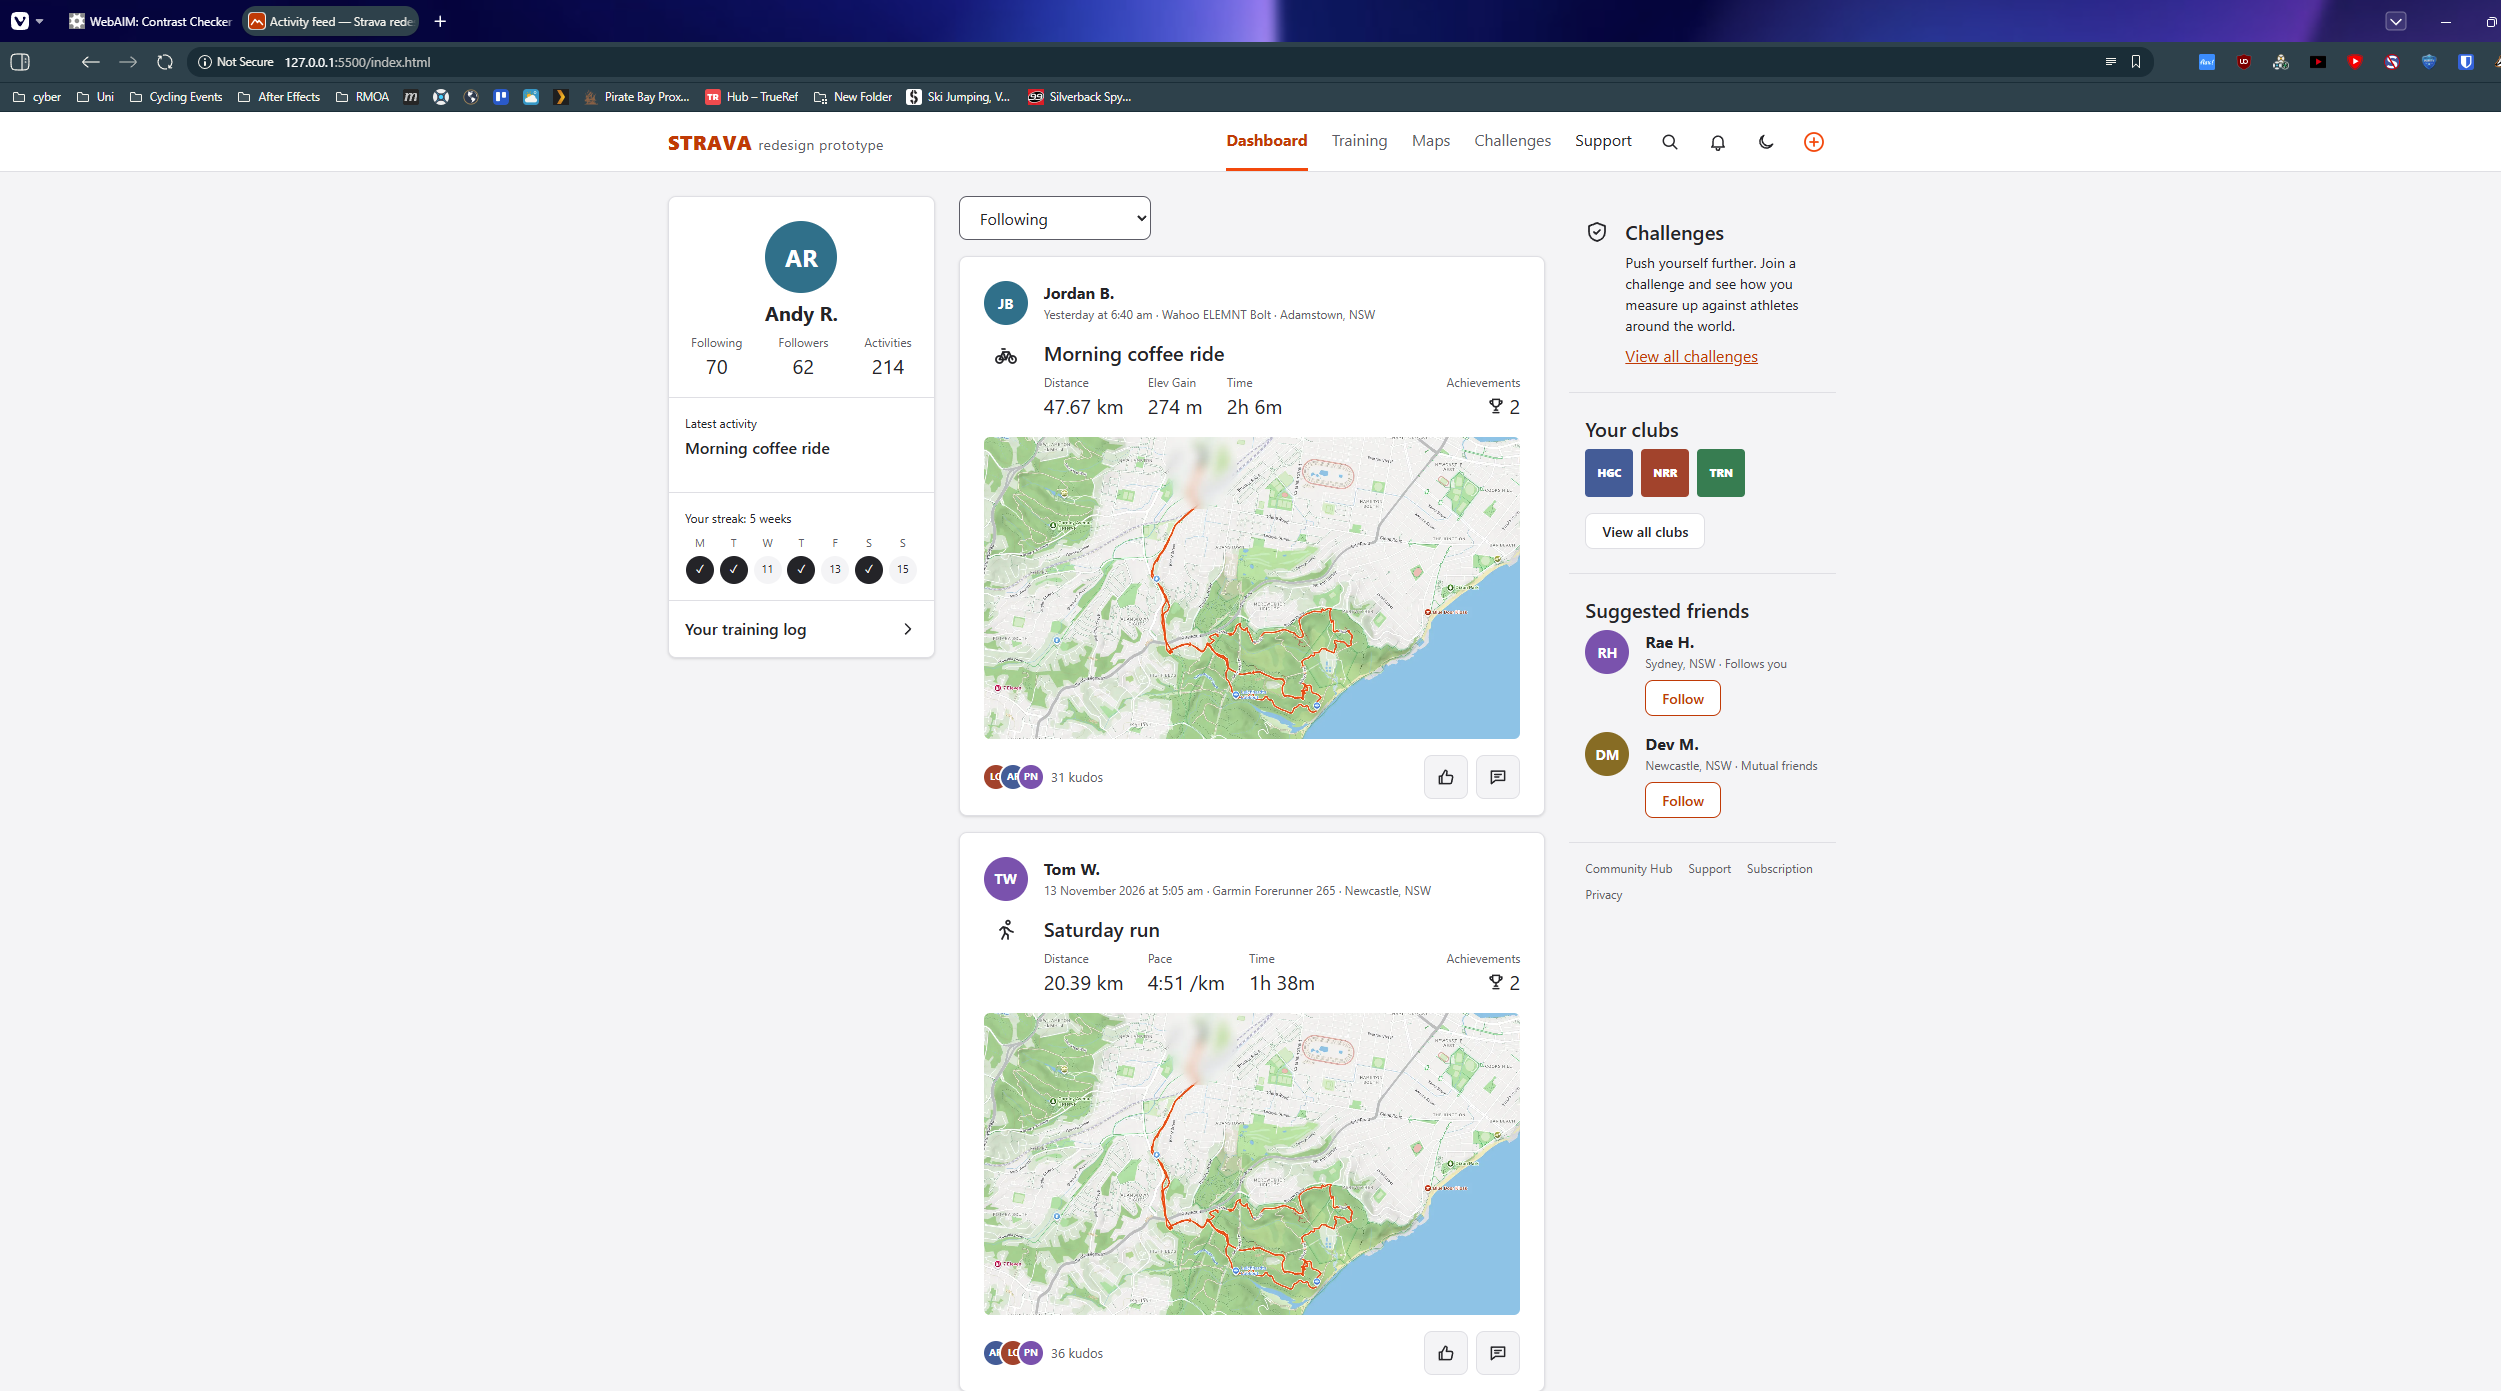 WebAIM: Contrast Checker
Activity feed — Strava rede
Not Secure 127.0.0.1:5500/index.html
cyber Uni Cycling Events After Effects RMOA m Pirate Bay Prox... TR Hub – TrueRef New Folder Ski Jumping, V... Silverback Spy...
STRAVA redesign prototype
Dashboard Training Maps Challenges Support
AR
Andy R.
Following Followers Activities
70 62 214
Latest activity
Morning coffee ride
Your streak: 5 weeks
M T W T F S S
✓ ✓ 11 ✓ 13 ✓ 15
Your training log
Following
JB
Jordan B.
Yesterday at 6:40 am · Wahoo ELEMNT Bolt · Adamstown, NSW
Morning coffee ride
Distance Elev Gain Time Achievements
47.67 km 274 m 2h 6m 2
LC AF PN 31 kudos
TW
Tom W.
13 November 2026 at 5:05 am · Garmin Forerunner 265 · Newcastle, NSW
Saturday run
Distance Pace Time Achievements
20.39 km 4:51 /km 1h 38m 2
PN 36 kudos
Challenges
Push yourself further. Join a
challenge and see how you
measure up against athletes
around the world.
View all challenges
Your clubs
HGC NRR TRN
View all clubs
Suggested friends
RH
Rae H.
Sydney, NSW · Follows you
Follow
DM
Dev M.
Newcastle, NSW · Mutual friends
Follow
Community Hub Support Subscription
Privacy